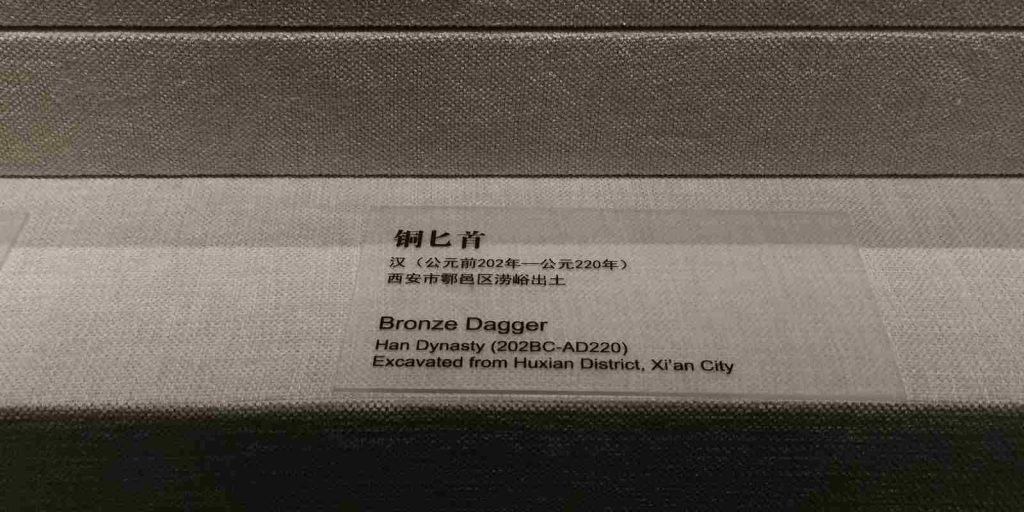 铜匕首
汉（公元前202年—公元220年）
西安市鄠邑区涝峪出土
Bronze Dagger
Han Dynasty (202BC-AD220)
Excavated from Huxian District, Xi'an City